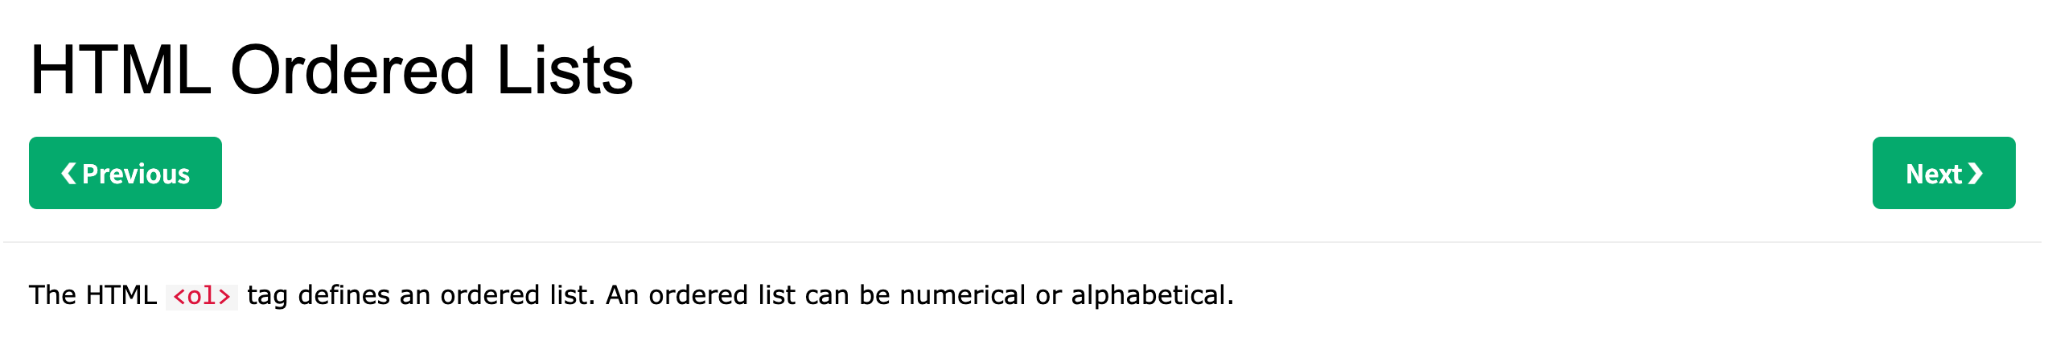 HTML Ordered Lists
❮ Previous
Next ❯
The HTML <ol> tag defines an ordered list. An ordered list can be numerical or alphabetical.